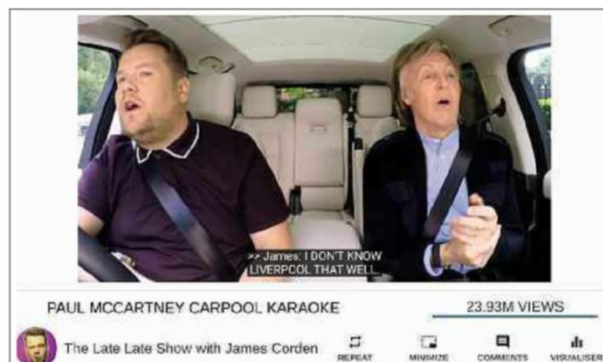 >> James: I DON'T KNOW
LIVERPOOL THAT WELL.
PAUL MCCARTNEY CARPOOL KARAOKE
23.93M VIEWS
The Late Late Show with James Corden
REPEAT
MINIMIZE
COMMENTS
VISUALISER